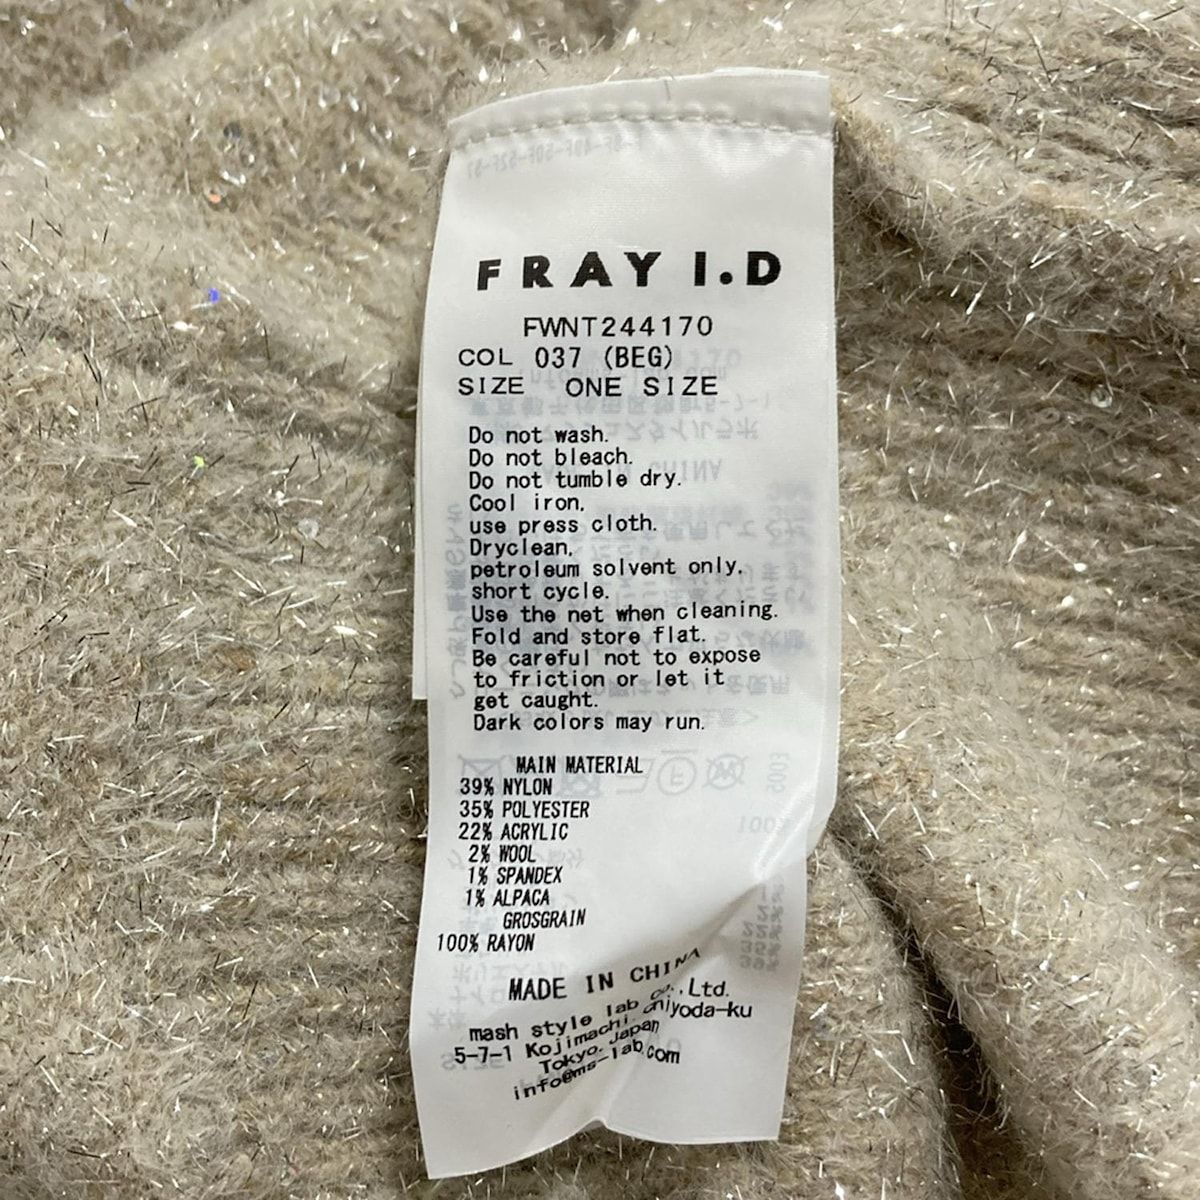 FRAY I.D
FWNT244170
COL 037 (BEG)
SIZE ONE SIZE
Do not wash.
Do not bleach.
Do not tumble dry.
Cool iron,
use press cloth.
Dryclean,
petroleum solvent only,
short cycle.
Use the net when cleaning.
Fold and store flat.
Be careful not to expose
to friction or let it
get caught.
Dark colors may run.
MAIN MATERIAL
39% NYLON
35% POLYESTER
22% ACRYLIC
2% WOOL
1% SPANDEX
1% ALPACA
GROSGRAIN
100% RAYON
MADE IN CHINA
mash style lab co.,Ltd.
5-7-1 Kojimachi, Chiyoda-ku
Tokyo, Japan
info@ms-lab.com